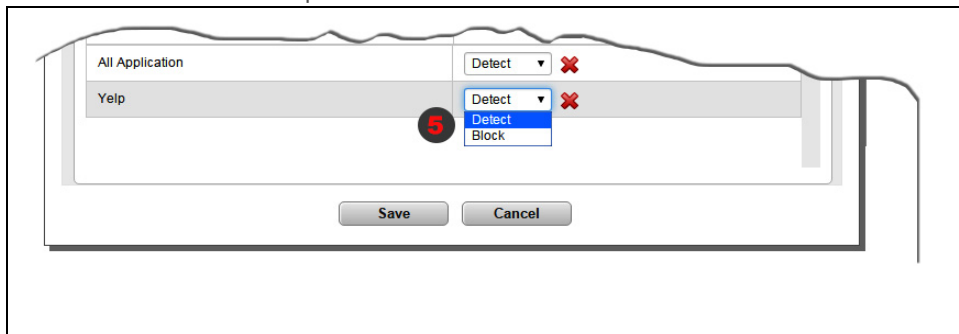 All Application Detect
Yelp Detect
5 Detect
Block
Save Cancel